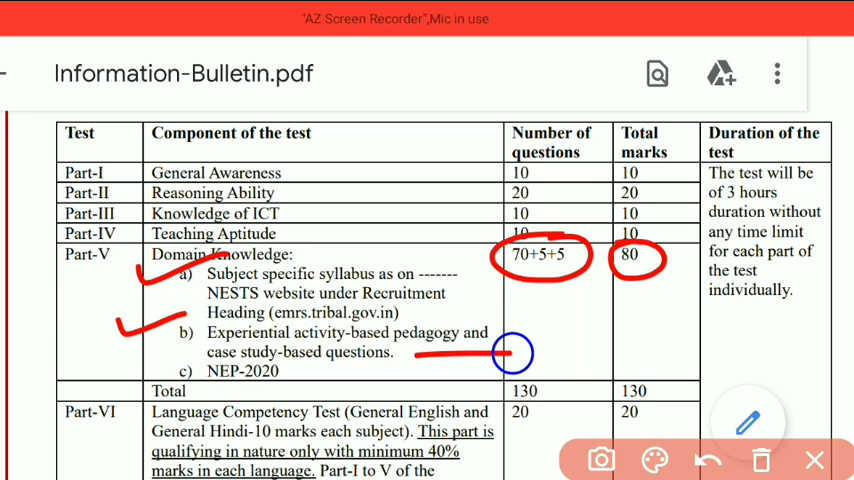 "AZ Screen Recorder",Mic in use
Information-Bulletin.pdf
Test Component of the test Number of questions Total marks Duration of the test
Part-I General Awareness 10 10 The test will be
Part-II Reasoning Ability 20 20 of 3 hours
Part-III Knowledge of ICT 10 10 duration without
Part-IV Teaching Aptitude 10 10 any time limit
Part-V Domain Knowledge: 70+5+5 80 for each part of
a) Subject specific syllabus as on ------- the test
NESTS website under Recruitment individually.
Heading (emrs.tribal.gov.in)
b) Experiential activity-based pedagogy and
case study-based questions.
c) NEP-2020
Total 130 130
Part-VI Language Competency Test (General English and 20 20
General Hindi-10 marks each subject). This part is
qualifying in nature only with minimum 40%
marks in each language. Part-I to V of the